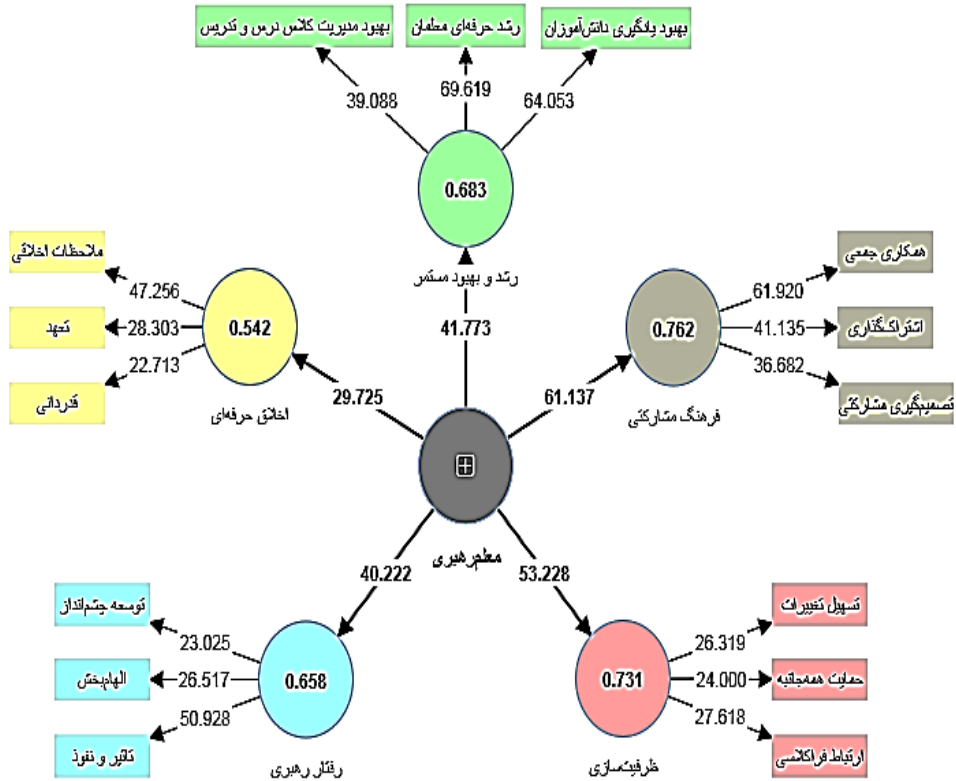 بهبود یادگیری دانش‌آموزان
رشد حرفه‌ای معلمان
بهبود مدیریت کلاس درس و تدریس
39.088
69.619
64.053
0.683
رشد و بهبود مستمر
41.773
ملاحظات اخلاقی
تعهد
قدردانی
47.256
28.303
22.713
0.542
اخلاق حرفه‌ای
29.725
همکاری جمعی
اشتراک‌گذاری
تصمیم‌گیری مشارکتی
61.920
41.135
36.682
0.762
فرهنگ مشارکتی
61.137
معلم‌رهبری
40.222
53.228
توسعه چشم‌انداز
الهام‌بخش
تاثیر و نفوذ
23.025
26.517
50.928
0.658
رفتار رهبری
تسهیل تغییرات
حمایت همه‌جانبه
ارتباط فراکلاسی
26.319
24.000
27.618
0.731
ظرفیت‌سازی